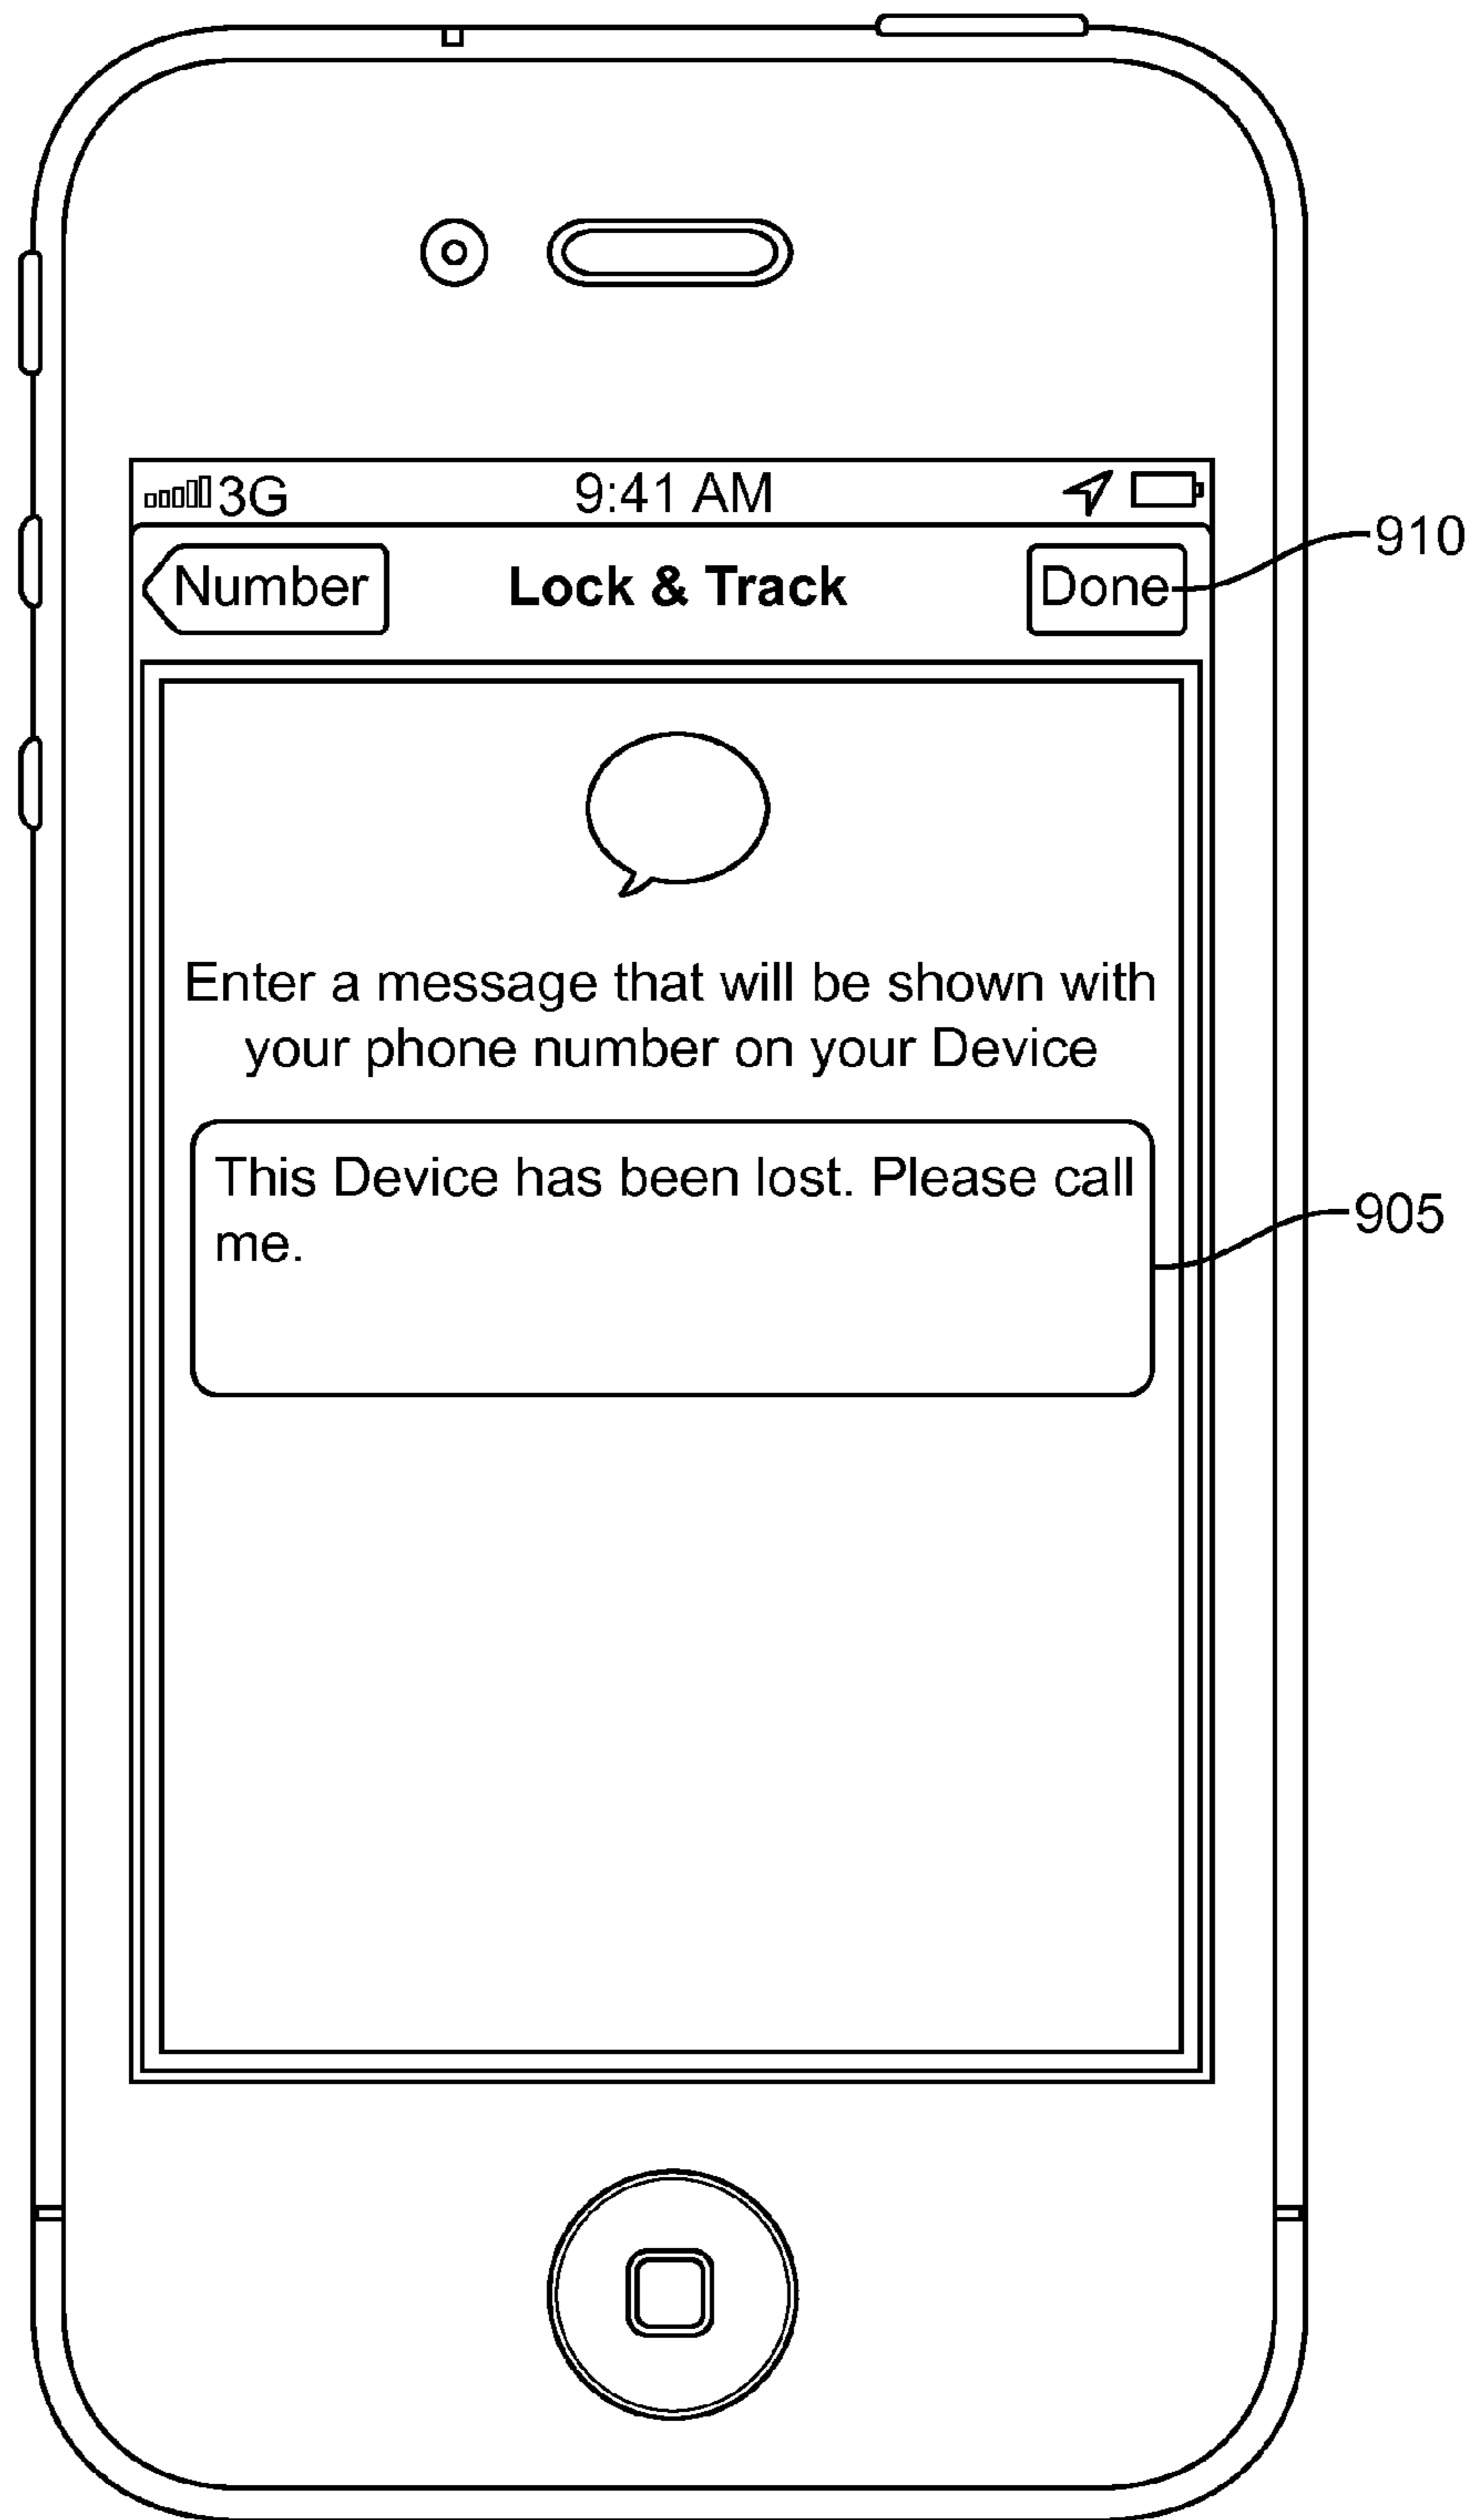 3G 9:41 AM
910
Number Lock & Track Done
Enter a message that will be shown with
your phone number on your Device
This Device has been lost. Please call
905
me.